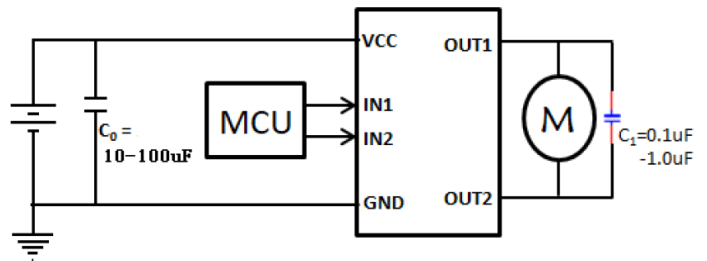 VCC
OUT1
MCU
IN1
IN2
M
C₀ =
10-100uF
C₁=0.1uF
-1.0uF
GND
OUT2